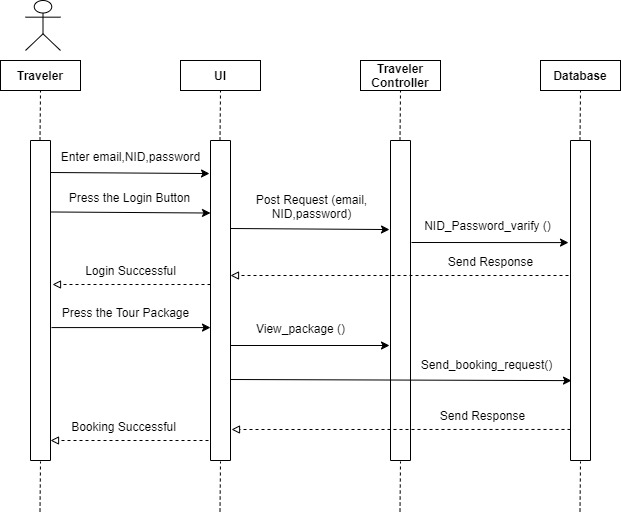 Traveler
UI
Traveler
Controller
Database
Enter email,NID,password
Press the Login Button
Post Request (email,
NID,password)
NID_Password_varify ()
Send Response
Login Successful
Press the Tour Package
View_package ()
Send_booking_request()
Send Response
Booking Successful